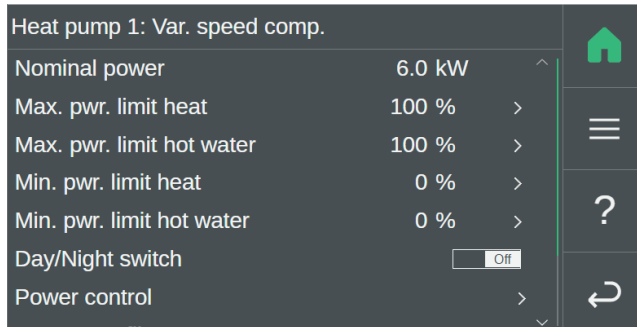 Heat pump 1: Var. speed comp.
Nominal power 6.0 kW
Max. pwr. limit heat 100 %
Max. pwr. limit hot water 100 %
Min. pwr. limit heat 0 %
Min. pwr. limit hot water 0 %
Day/Night switch Off
Power control
?